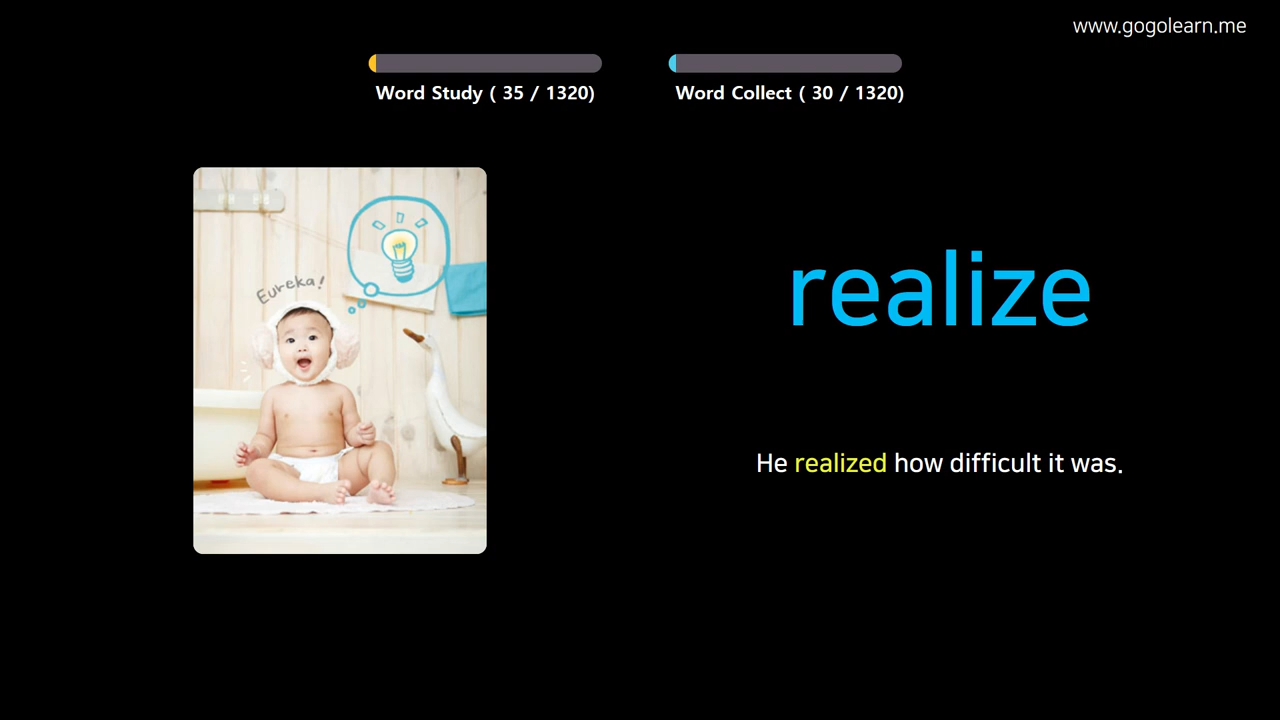 www.gogolearn.me
Word Study ( 35 / 1320)
Word Collect ( 30 / 1320)
Eureka!
realize
He realized how difficult it was.